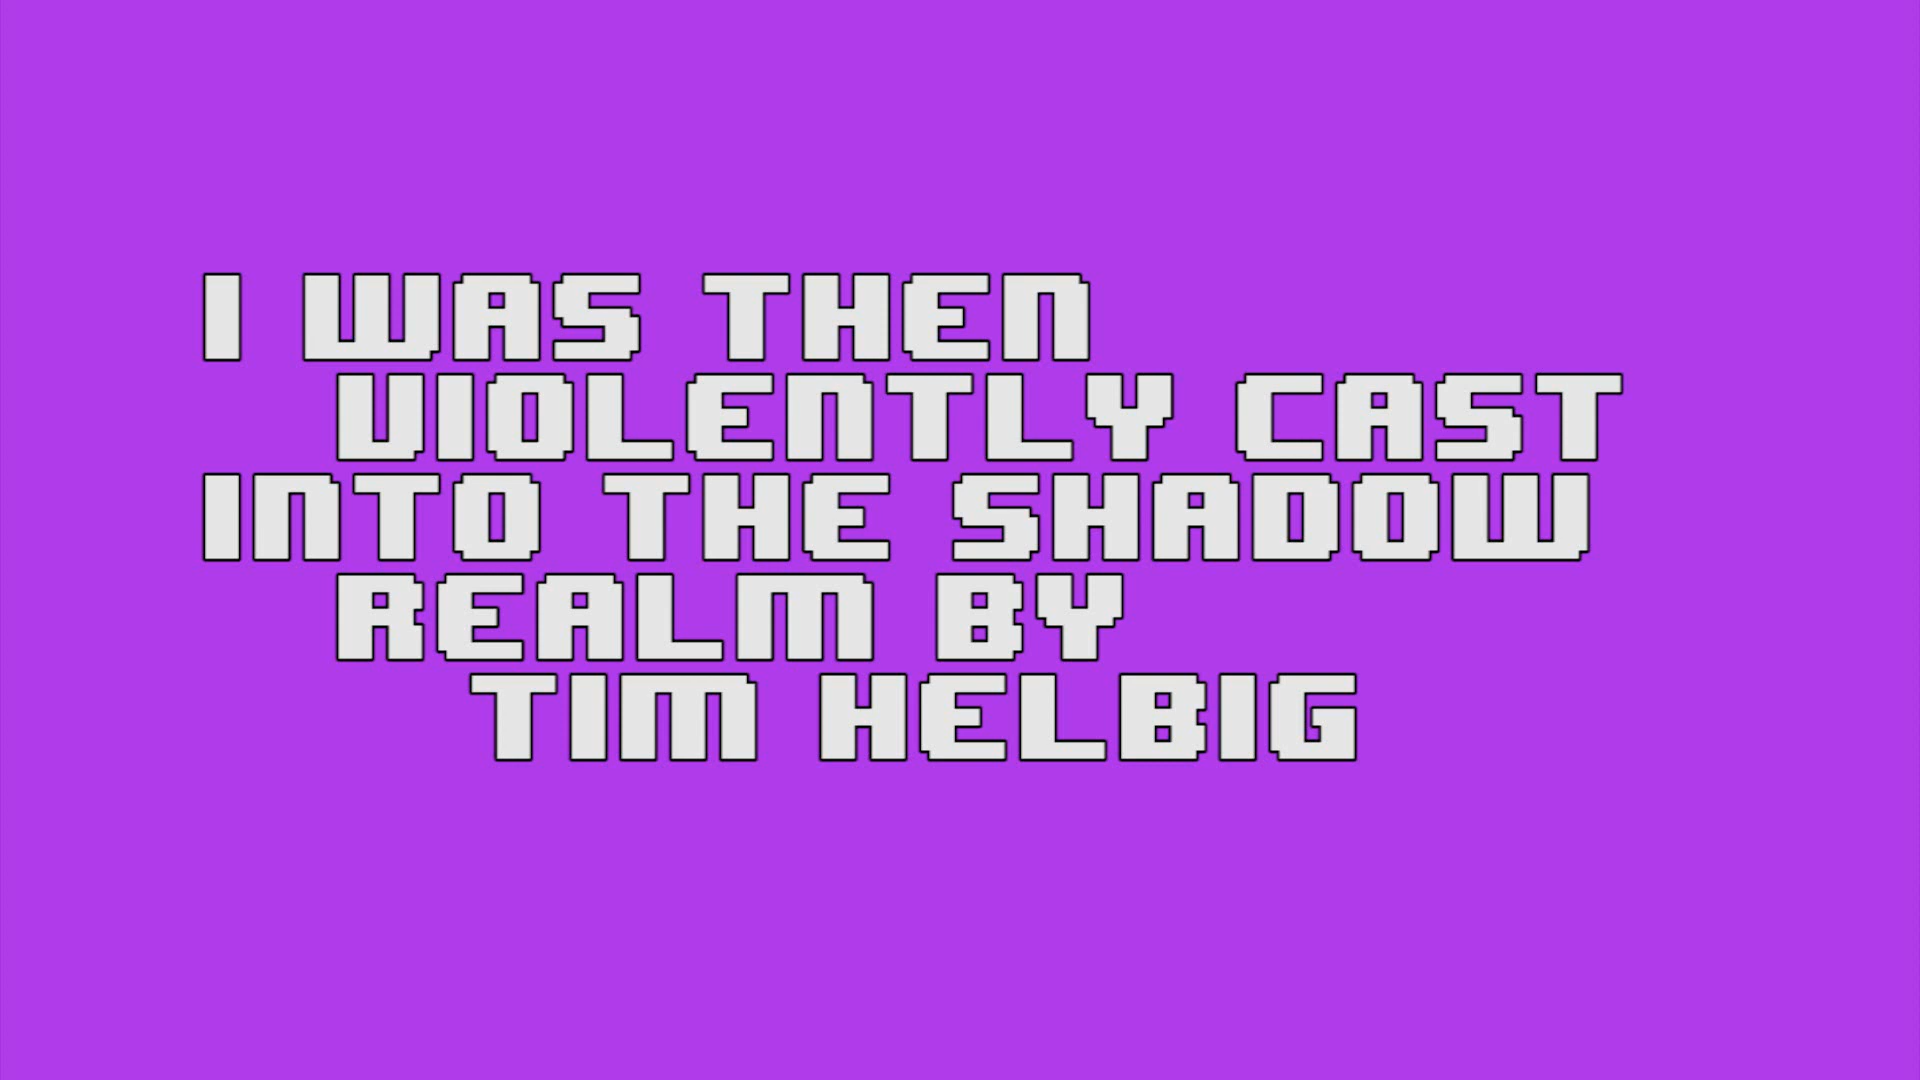 I WAS THEN
VIOLENTLY CAST
INTO THE SHADOW
REALM BY
TIM HELBIG